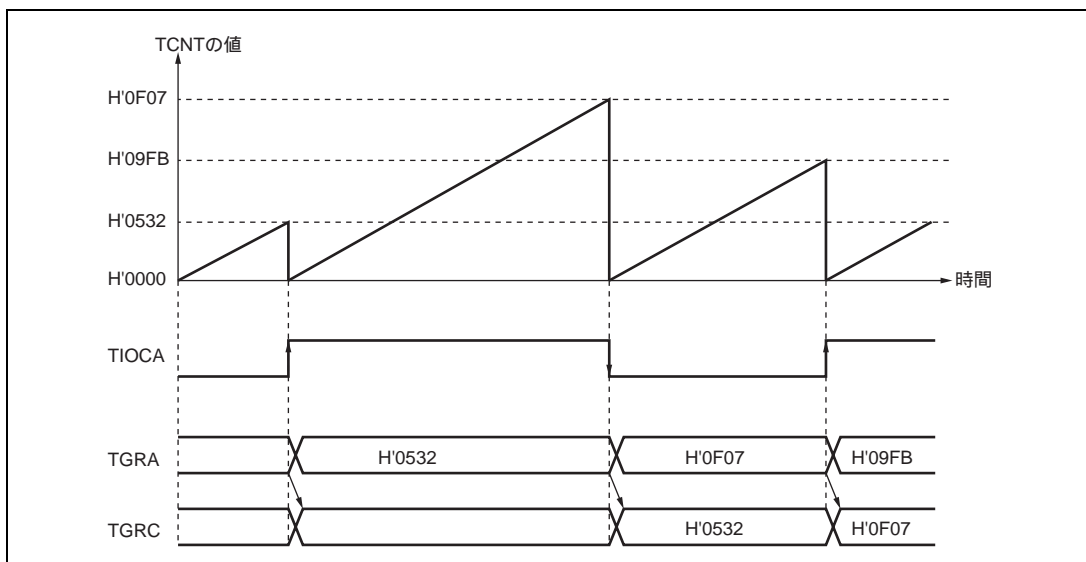 TCNTの値
H'0F07
H'09FB
H'0532
H'0000
時間
TIOCA
TGRA
H'0532
H'0F07
H'09FB
TGRC
H'0532
H'0F07